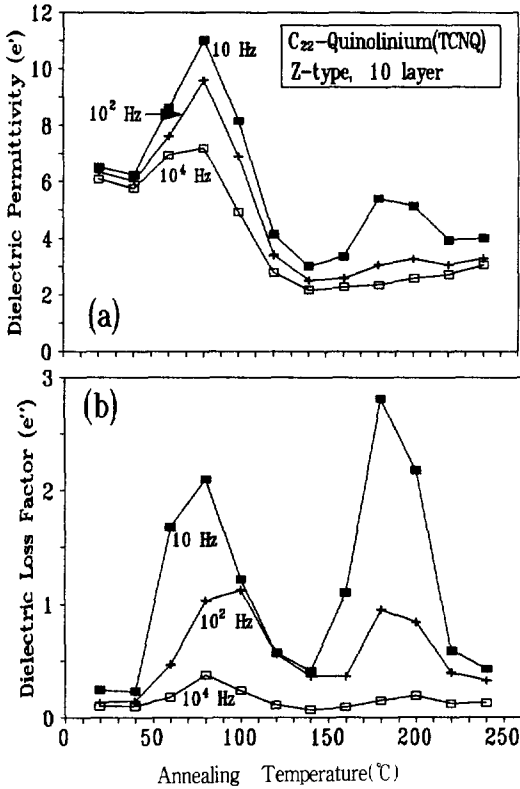 12
10
8
6
4
2
0
Dielectric Permittivity (e')
10 Hz
10² Hz
10⁴ Hz
C₂₂-Quinolinium(TCNQ)
Z-type, 10 layer
(a)
3
2
1
0
Dielectric Loss Factor (e")
(b)
10 Hz
10² Hz
10⁴ Hz
0 50 100 150 200 250
Annealing Temperature(℃)